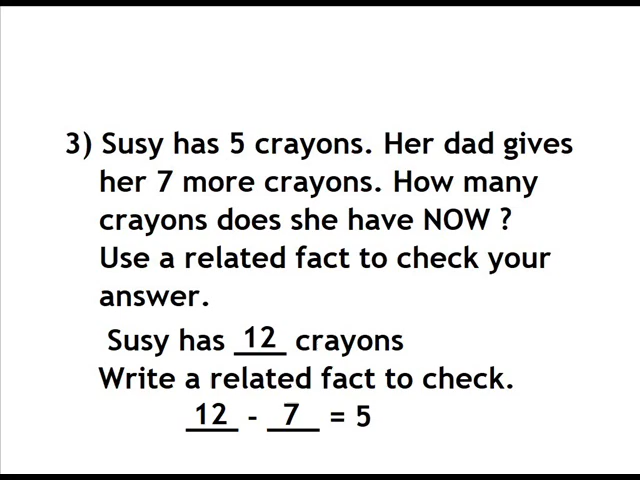 3) Susy has 5 crayons. Her dad gives
her 7 more crayons. How many
crayons does she have NOW ?
Use a related fact to check your
answer.
Susy has 12 crayons
Write a related fact to check.
12 - 7 = 5